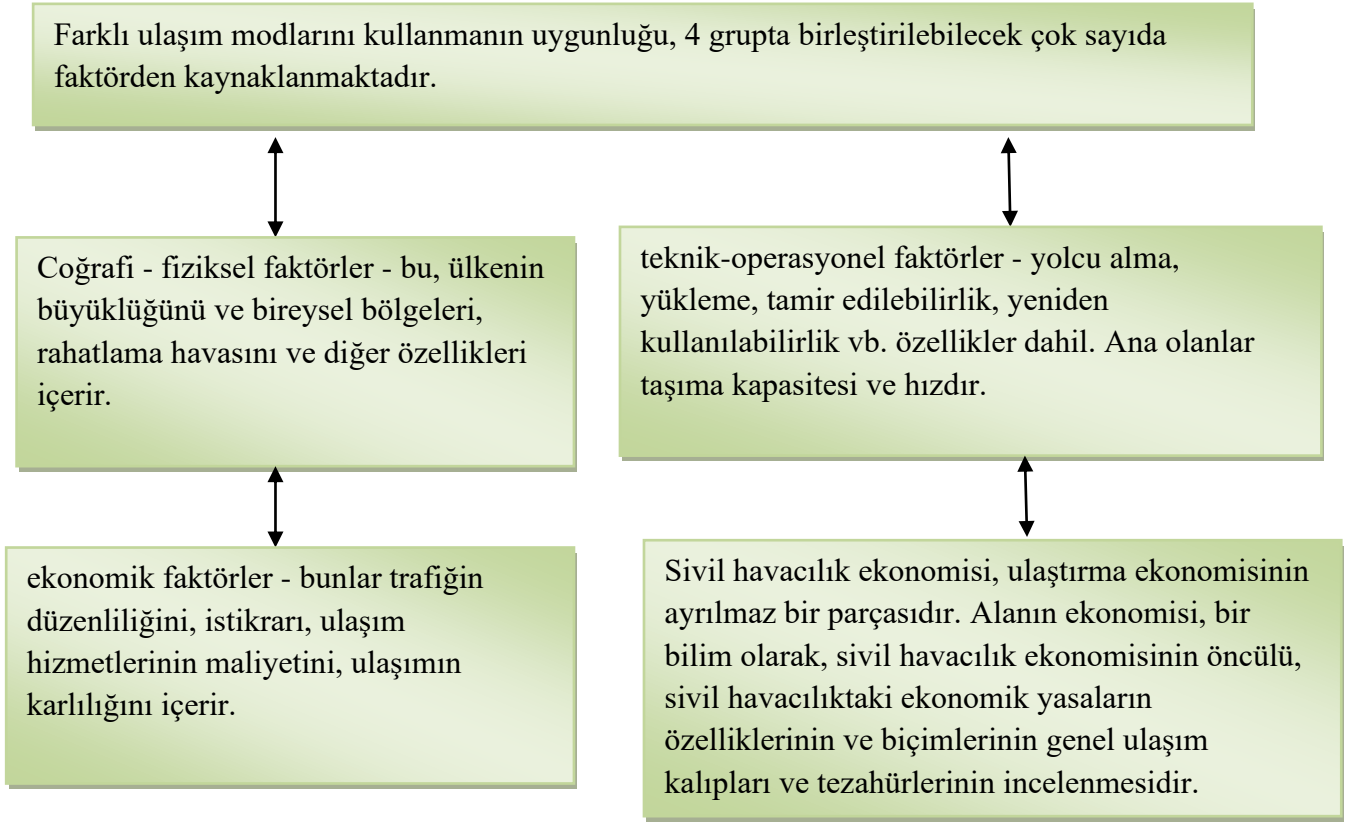 Farklı ulaşım modlarını kullanmanın uygunluğu, 4 grupta birleştirilebilecek çok sayıda
faktörden kaynaklanmaktadır.
Coğrafi - fiziksel faktörler - bu, ülkenin
büyüklüğünü ve bireysel bölgeleri,
rahatlama havasını ve diğer özellikleri
içerir.
teknik-operasyonel faktörler - yolcu alma,
yükleme, tamir edilebilirlik, yeniden
kullanılabilirlik vb. özellikler dahil. Ana olanlar
taşıma kapasitesi ve hızdır.
ekonomik faktörler - bunlar trafiğin
düzenliliğini, istikrarı, ulaşım
hizmetlerinin maliyetini, ulaşımın
karlılığını içerir.
Sivil havacılık ekonomisi, ulaştırma ekonomisinin
ayrılmaz bir parçasıdır. Alanın ekonomisi, bir
bilim olarak, sivil havacılık ekonomisinin öncülü,
sivil havacılıktaki ekonomik yasaların
özelliklerinin ve biçimlerinin genel ulaşım
kalıpları ve tezahürlerinin incelenmesidir.